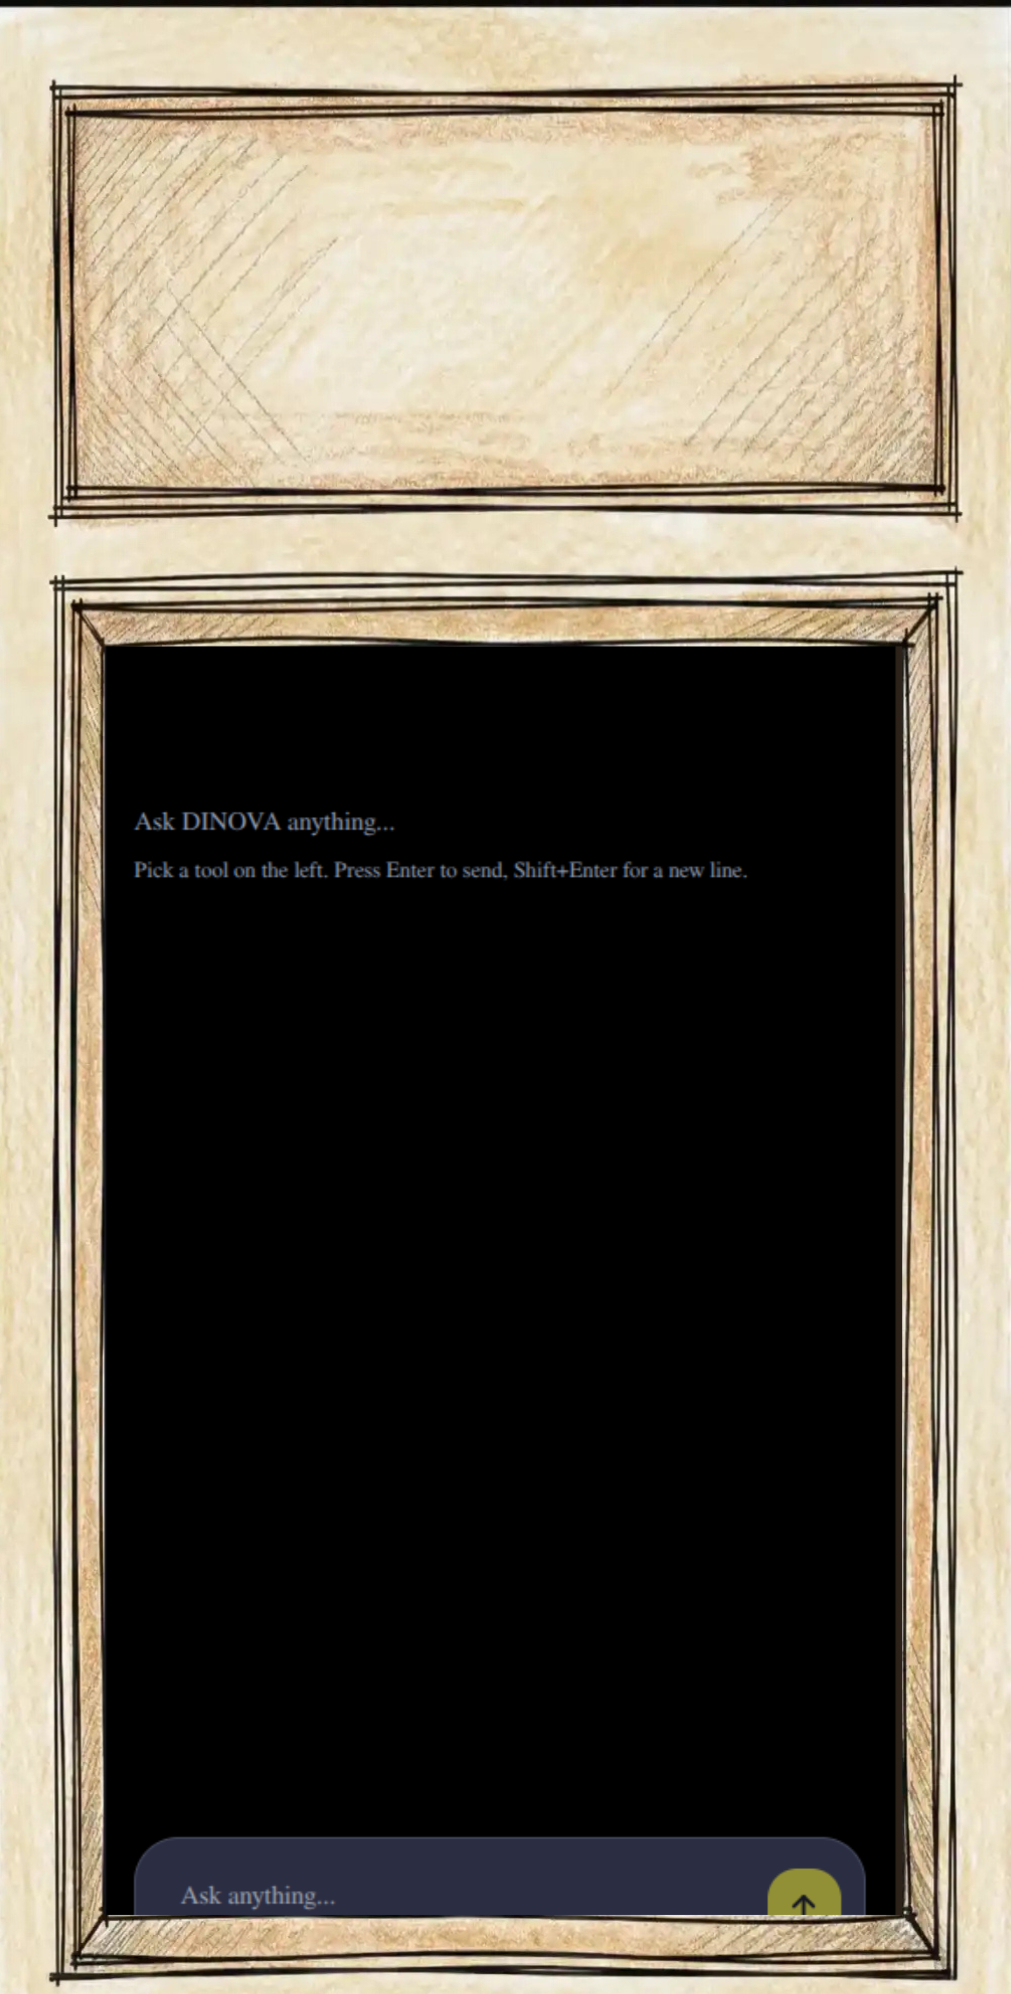 Ask DINOVA anything...
Pick a tool on the left. Press Enter to send, Shift+Enter for a new line.
Ask anything...